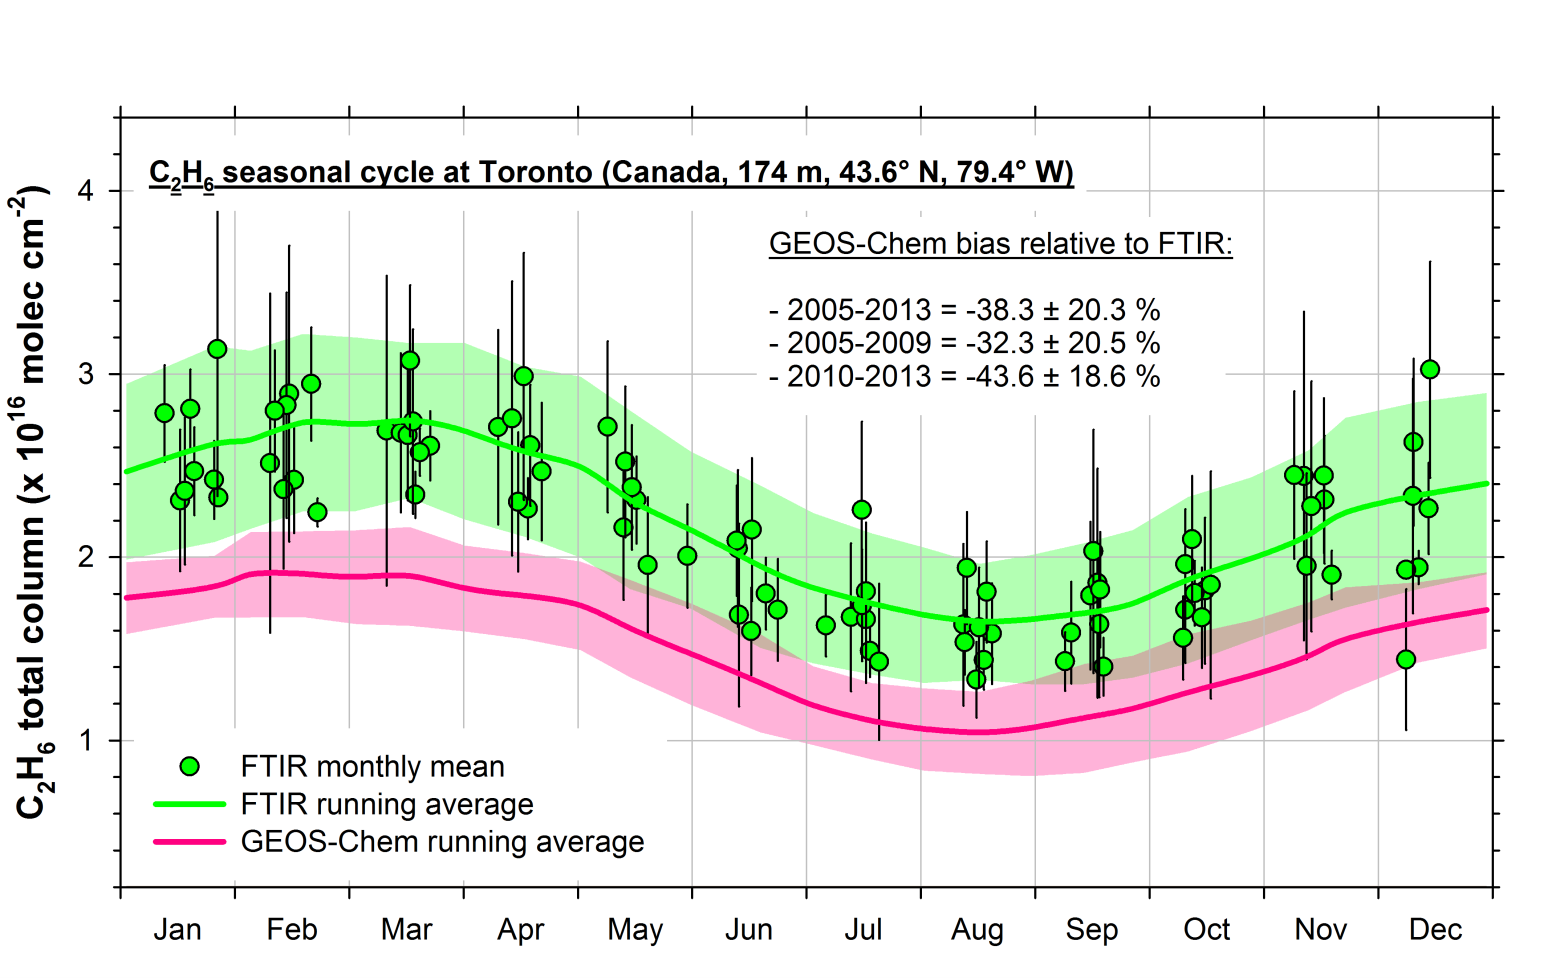 C₂H₆ seasonal cycle at Toronto (Canada, 174 m, 43.6° N, 79.4° W)
GEOS-Chem bias relative to FTIR:
- 2005-2013 = -38.3 ± 20.3 %
- 2005-2009 = -32.3 ± 20.5 %
- 2010-2013 = -43.6 ± 18.6 %
C₂H₆ total column (x 10¹⁶ molec cm⁻²)
4
3
2
1
FTIR monthly mean
FTIR running average
GEOS-Chem running average
Jan Feb Mar Apr May Jun Jul Aug Sep Oct Nov Dec